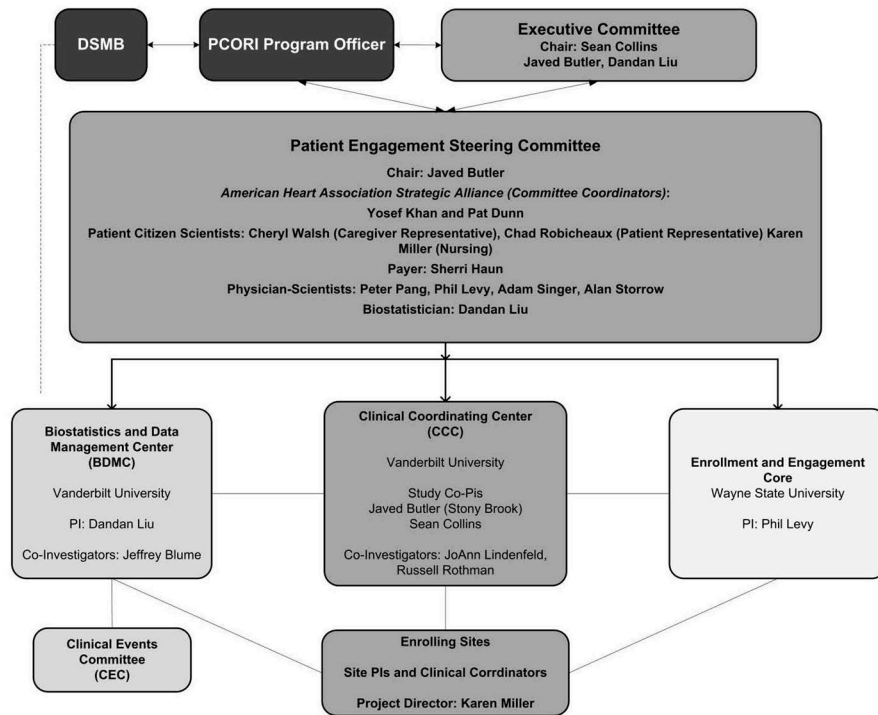 DSMB
PCORI Program Officer
Executive Committee
Chair: Sean Collins
Javed Butler, Dandan Liu
Patient Engagement Steering Committee
Chair: Javed Butler
American Heart Association Strategic Alliance (Committee Coordinators):
Yosef Khan and Pat Dunn
Patient Citizen Scientists: Cheryl Walsh (Caregiver Representative), Chad Robicheaux (Patient Representative) Karen
Miller (Nursing)
Payer: Sherri Haun
Physician-Scientists: Peter Pang, Phil Levy, Adam Singer, Alan Storrow
Biostatistician: Dandan Liu
Biostatistics and Data
Management Center
(BDMC)
Vanderbilt University
PI: Dandan Liu
Co-Investigators: Jeffrey Blume
Clinical Coordinating Center
(CCC)
Vanderbilt University
Study Co-Pis
Javed Butler (Stony Brook)
Sean Collins
Co-Investigators: JoAnn Lindenfeld,
Russell Rothman
Enrollment and Engagement
Core
Wayne State University
PI: Phil Levy
Clinical Events
Committee
(CEC)
Enrolling Sites
Site PIs and Clinical Corrdinators
Project Director: Karen Miller